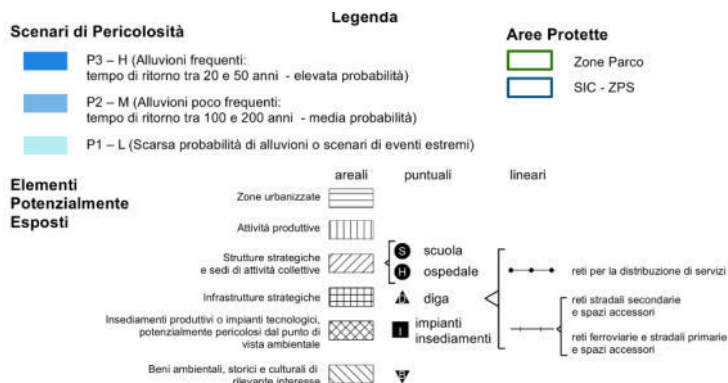 Legenda
Scenari di Pericolosità
P3 – H (Alluvioni frequenti:
tempo di ritorno tra 20 e 50 anni - elevata probabilità)
P2 – M (Alluvioni poco frequenti:
tempo di ritorno tra 100 e 200 anni - media probabilità)
P1 – L (Scarsa probabilità di alluvioni o scenari di eventi estremi)
Aree Protette
Zone Parco
SIC - ZPS
Elementi
Potenzialmente
Esposti
areali
puntuali
lineari
Zone urbanizzate
Attività produttive
Strutture strategiche
e sedi di attività collettive
Infrastrutture strategiche
Insediamenti produttivi o impianti tecnologici,
potenzialmente pericolosi dal punto di
vista ambientale
Beni ambientali, storici e culturali di
rilevante interesse
S scuola
H ospedale
D diga
I impianti
insediamenti
B
reti per la distribuzione di servizi
reti stradali secondarie
e spazi accessori
reti ferroviarie e stradali primarie
e spazi accessori